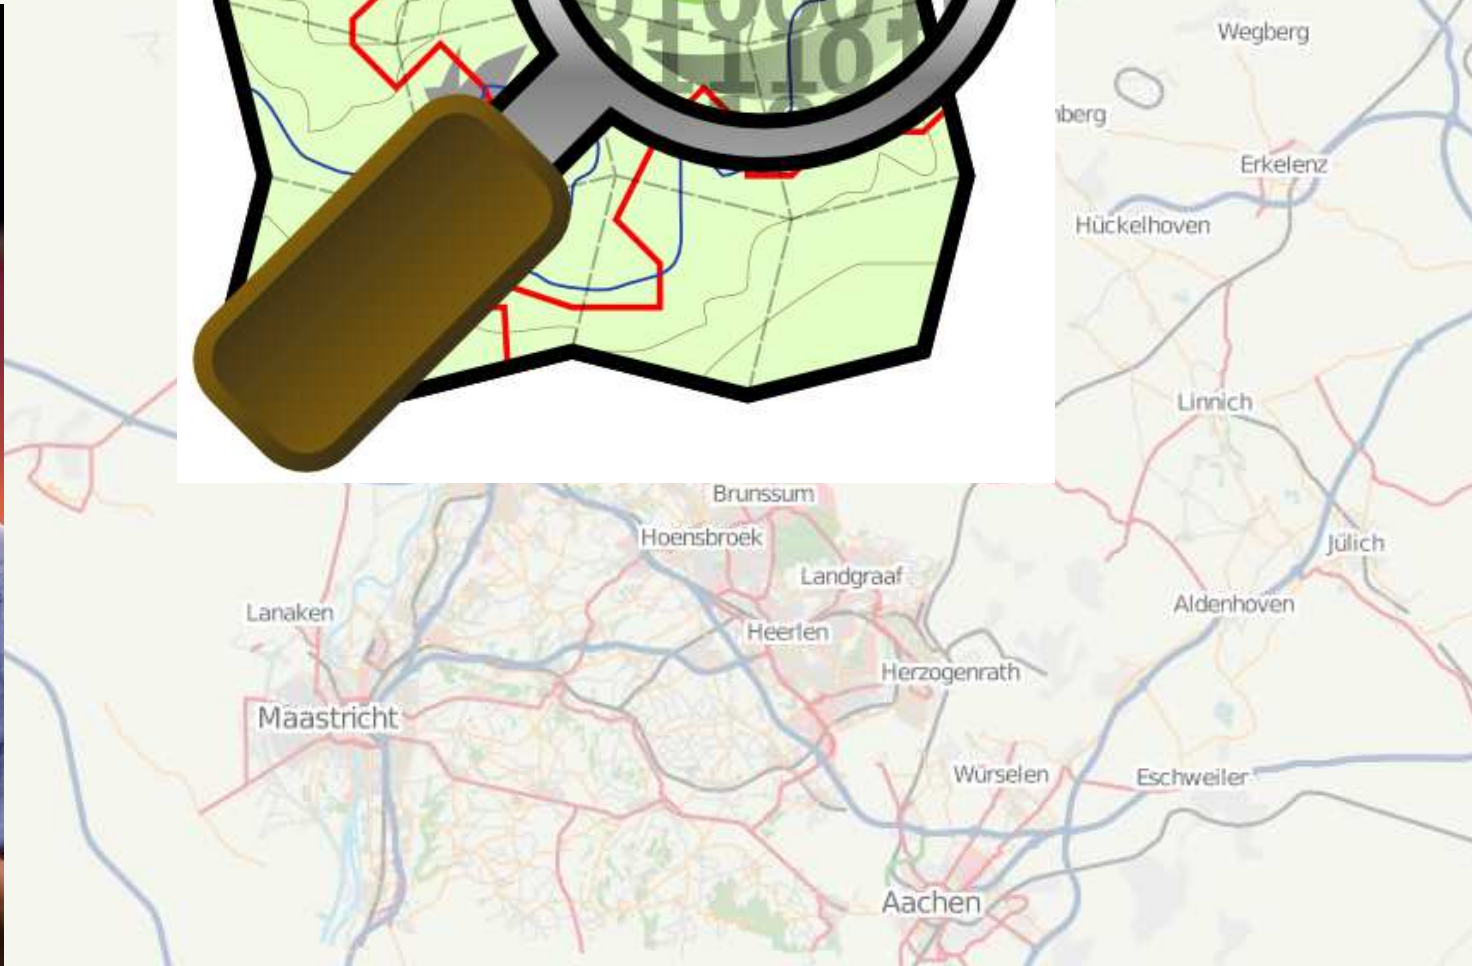 Wegberg
Erkelenz
Hückelhoven
Linnich
Brunssum
Hoensbroek
Jülich
Landgraaf
Aldenhoven
Lanaken
Heerlen
Herzogenrath
Maastricht
Würselen
Eschweiler
Aachen